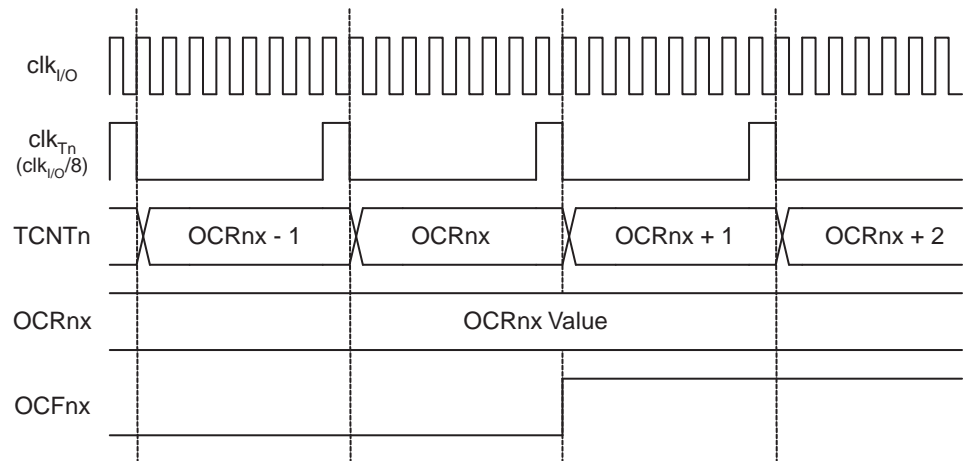 clkI/O
clkTn
(clkI/O/8)
TCNTn OCRnx - 1 OCRnx OCRnx + 1 OCRnx + 2
OCRnx OCRnx Value
OCFnx